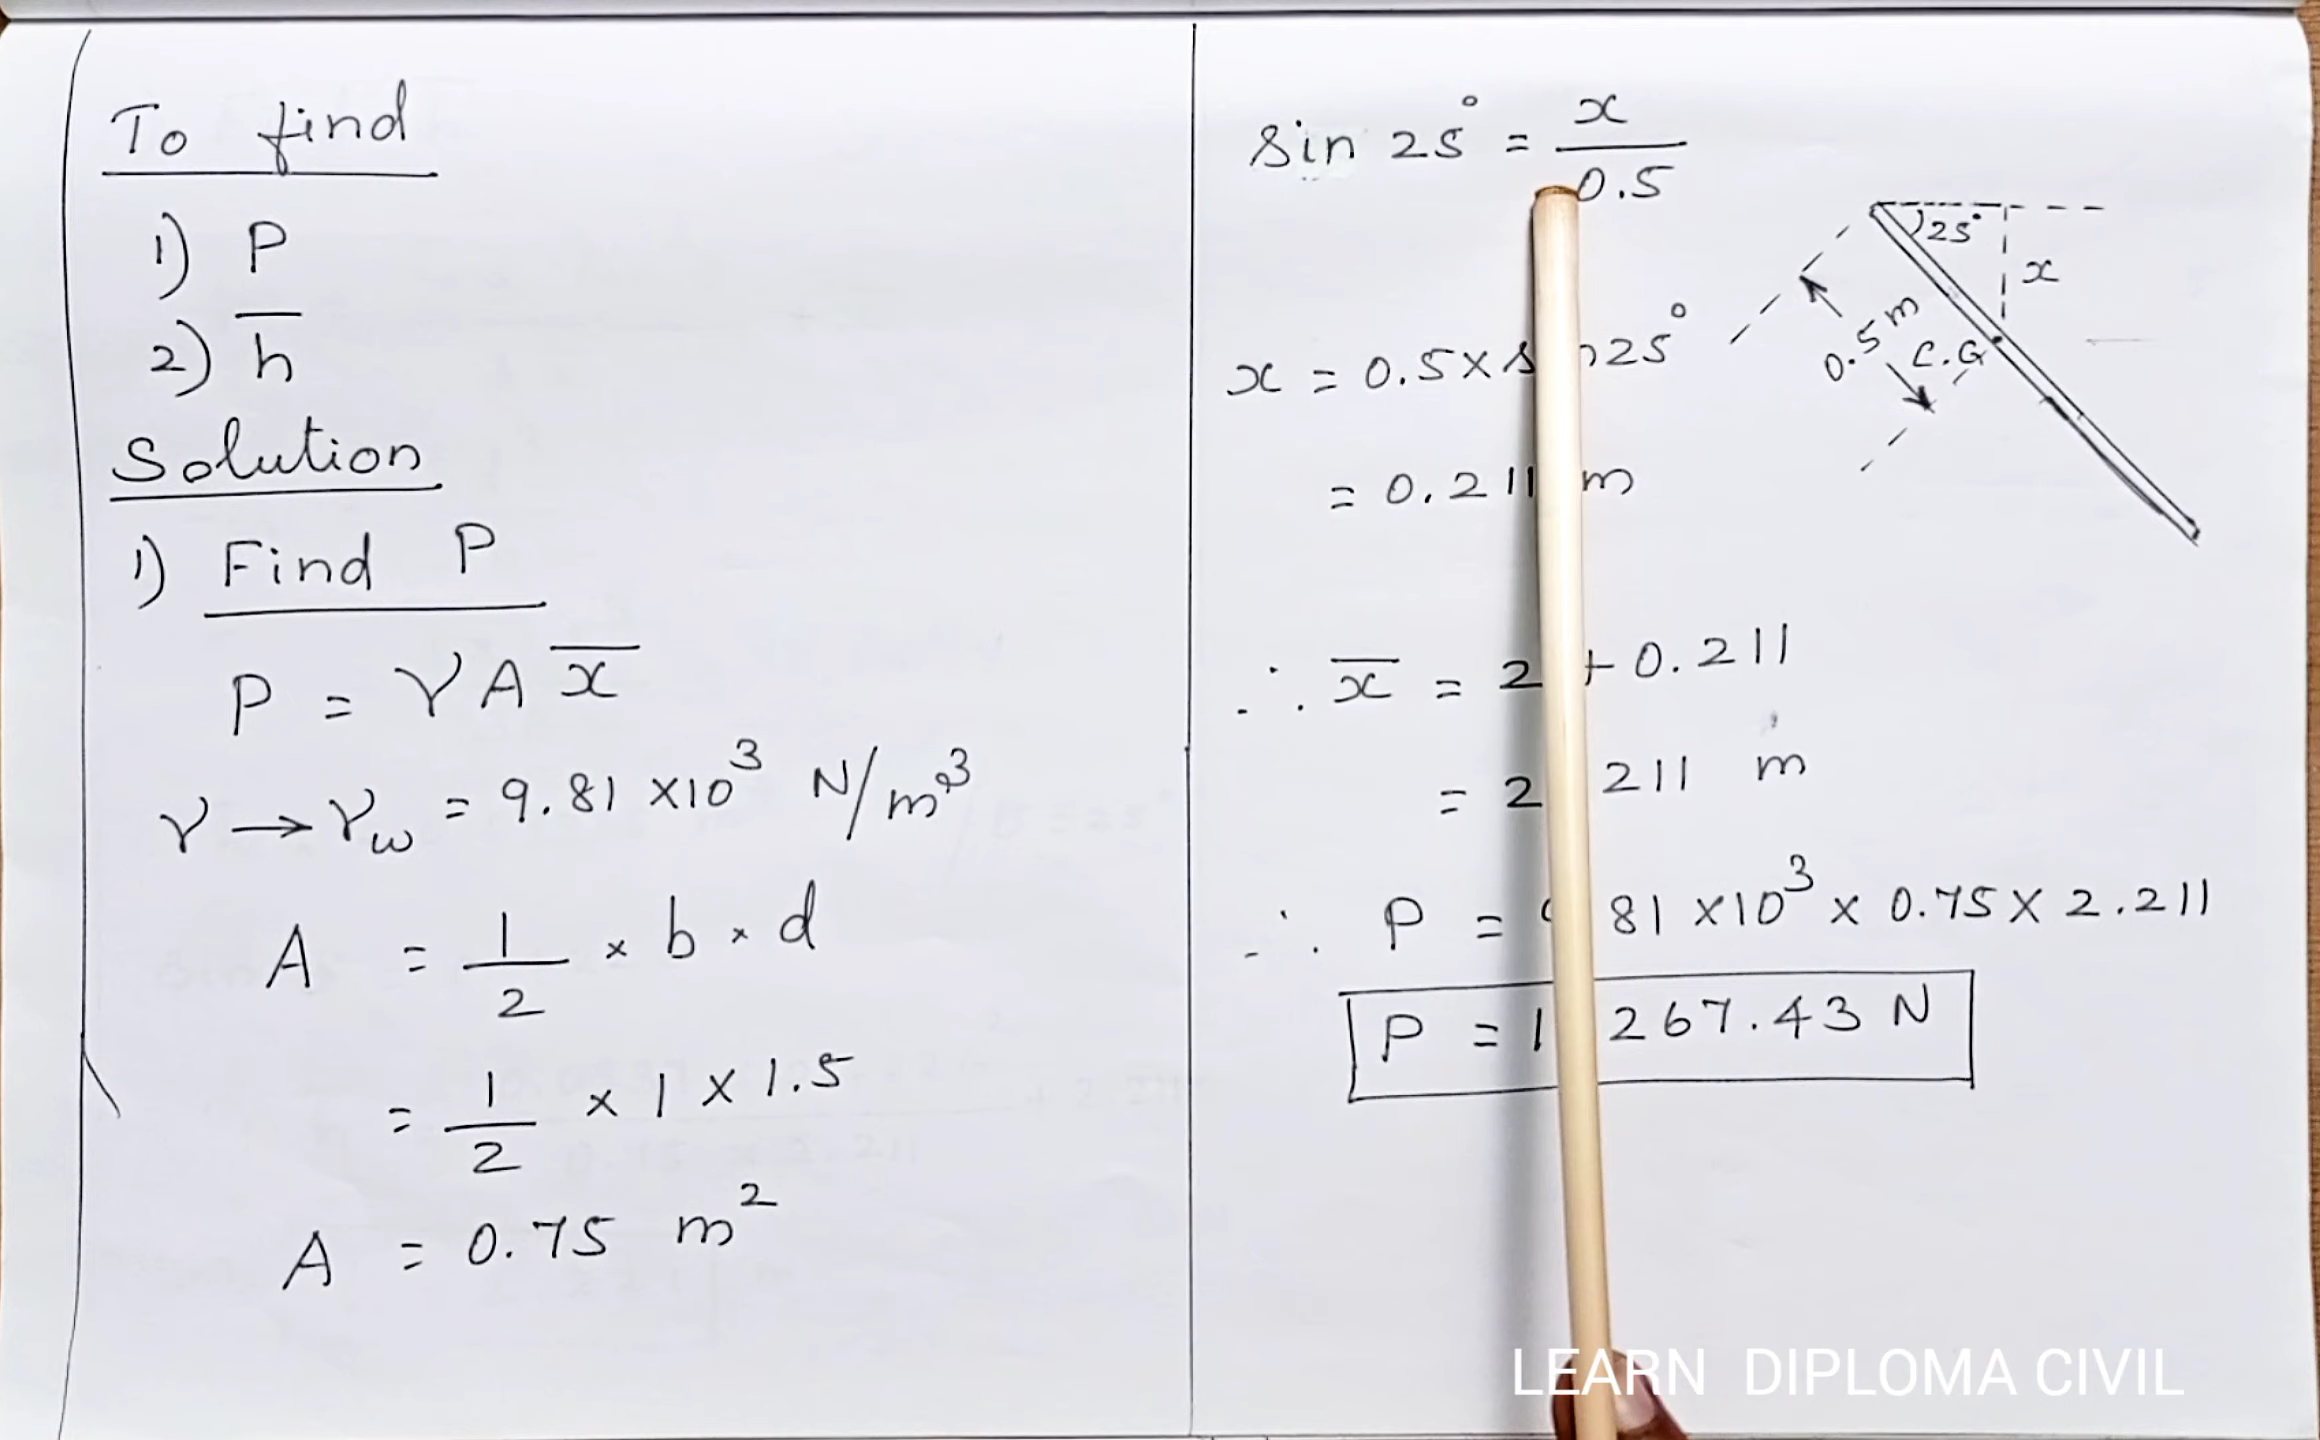 To find
1) P
2) h̅
Solution
1) Find P
P = γ A x̅
γ → γw = 9.81 ×10³ N/m³
A = 1/2 × b × d
= 1/2 × 1 × 1.5
A = 0.75 m²
sin 25° = x/0.5
25°
x
0.5 m
C.G
x = 0.5 × s n25°
= 0.211 m
∴ x̅ = 2 + 0.211
= 2 211 m
∴ P = 81 ×10³ × 0.75 × 2.211
P = 1 267.43 N
LEARN DIPLOMA CIVIL